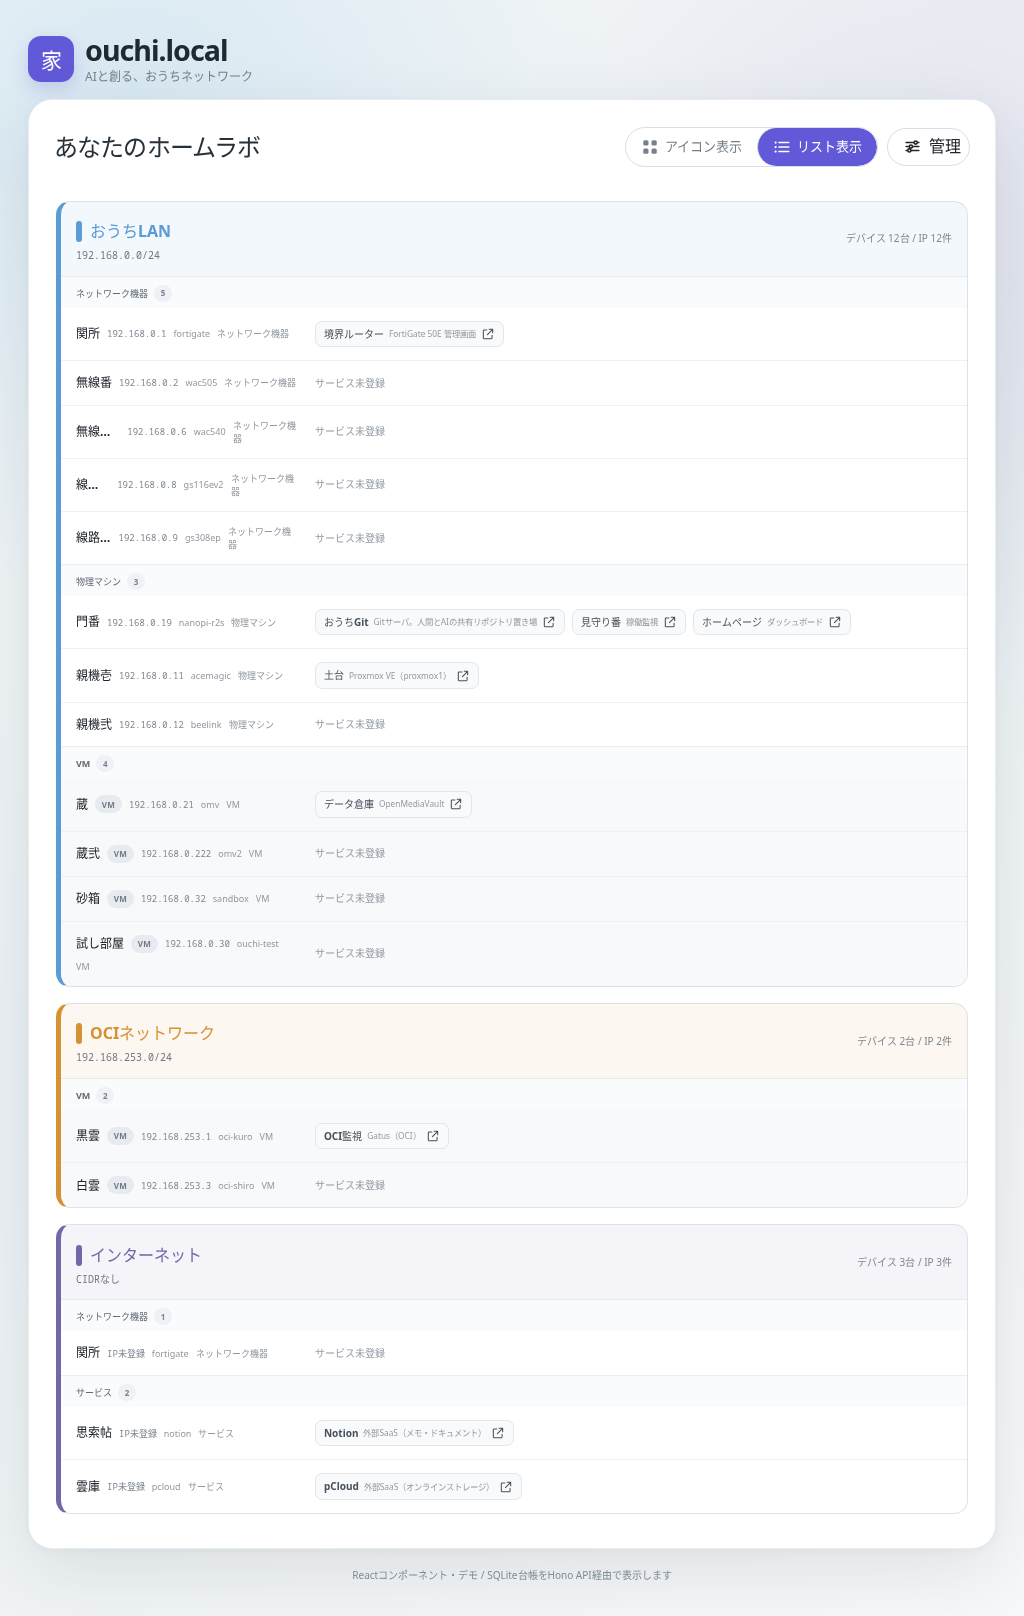 家
ouchi.local
AIと創る、おうちネットワーク
あなたのホームラボ
アイコン表示 リスト表示 管理
おうちLAN
192.168.0.0/24
デバイス 12台 / IP 12件
ネットワーク機器 5
関所 192.168.0.1 fortigate ネットワーク機器 境界ルーター FortiGate 50E 管理画面
無線番 192.168.0.2 wac505 ネットワーク機器 サービス未登録
無線... 192.168.0.6 wac540 ネットワーク機
器
サービス未登録
線... 192.168.0.8 gs116ev2 ネットワーク機
器
サービス未登録
線路... 192.168.0.9 gs308ep ネットワーク機
器
サービス未登録
物理マシン 3
門番 192.168.0.19 nanopi-r2s 物理マシン おうちGit Gitサーバ。人間とAIの共有リポジトリ置き場 見守り番 稼働監視 ホームページ ダッシュボード
親機壱 192.168.0.11 acemagic 物理マシン 土台 Proxmox VE（proxmox1）
親機弐 192.168.0.12 beelink 物理マシン サービス未登録
VM 4
蔵 VM 192.168.0.21 omv VM データ倉庫 OpenMediaVault
蔵弐 VM 192.168.0.222 omv2 VM サービス未登録
砂箱 VM 192.168.0.32 sandbox VM サービス未登録
試し部屋 VM 192.168.0.30 ouchi-test
VM
サービス未登録
OCIネットワーク
192.168.253.0/24
デバイス 2台 / IP 2件
VM 2
黒雲 VM 192.168.253.1 oci-kuro VM OCI監視 Gatus（OCI）
白雲 VM 192.168.253.3 oci-shiro VM サービス未登録
インターネット
CIDRなし
デバイス 3台 / IP 3件
ネットワーク機器 1
関所 IP未登録 fortigate ネットワーク機器 サービス未登録
サービス 2
思索帖 IP未登録 notion サービス Notion 外部SaaS（メモ・ドキュメント）
雲庫 IP未登録 pcloud サービス pCloud 外部SaaS（オンラインストレージ）
Reactコンポーネント・デモ / SQLite台帳をHono API経由で表示します